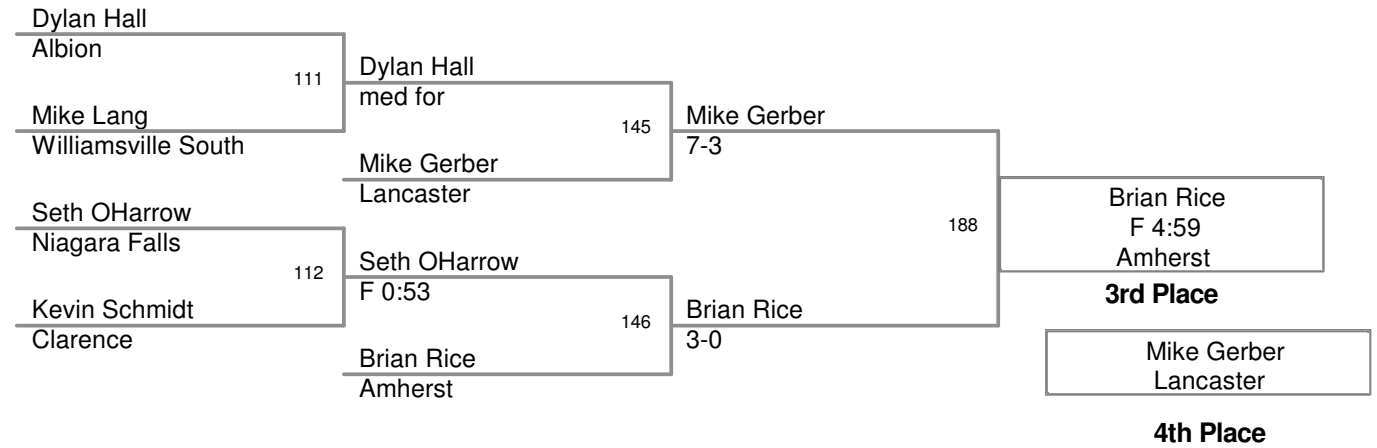 Dylan Hall
Albion
111
Mike Lang
Williamsville South
Seth OHarrow
Niagara Falls
112
Kevin Schmidt
Clarence
Dylan Hall
med for
145
Mike Gerber
Lancaster
Seth OHarrow
F 0:53
146
Brian Rice
Amherst
Mike Gerber
7-3
188
Brian Rice
3-0
Brian Rice
F 4:59
Amherst
3rd Place
Mike Gerber
Lancaster
4th Place